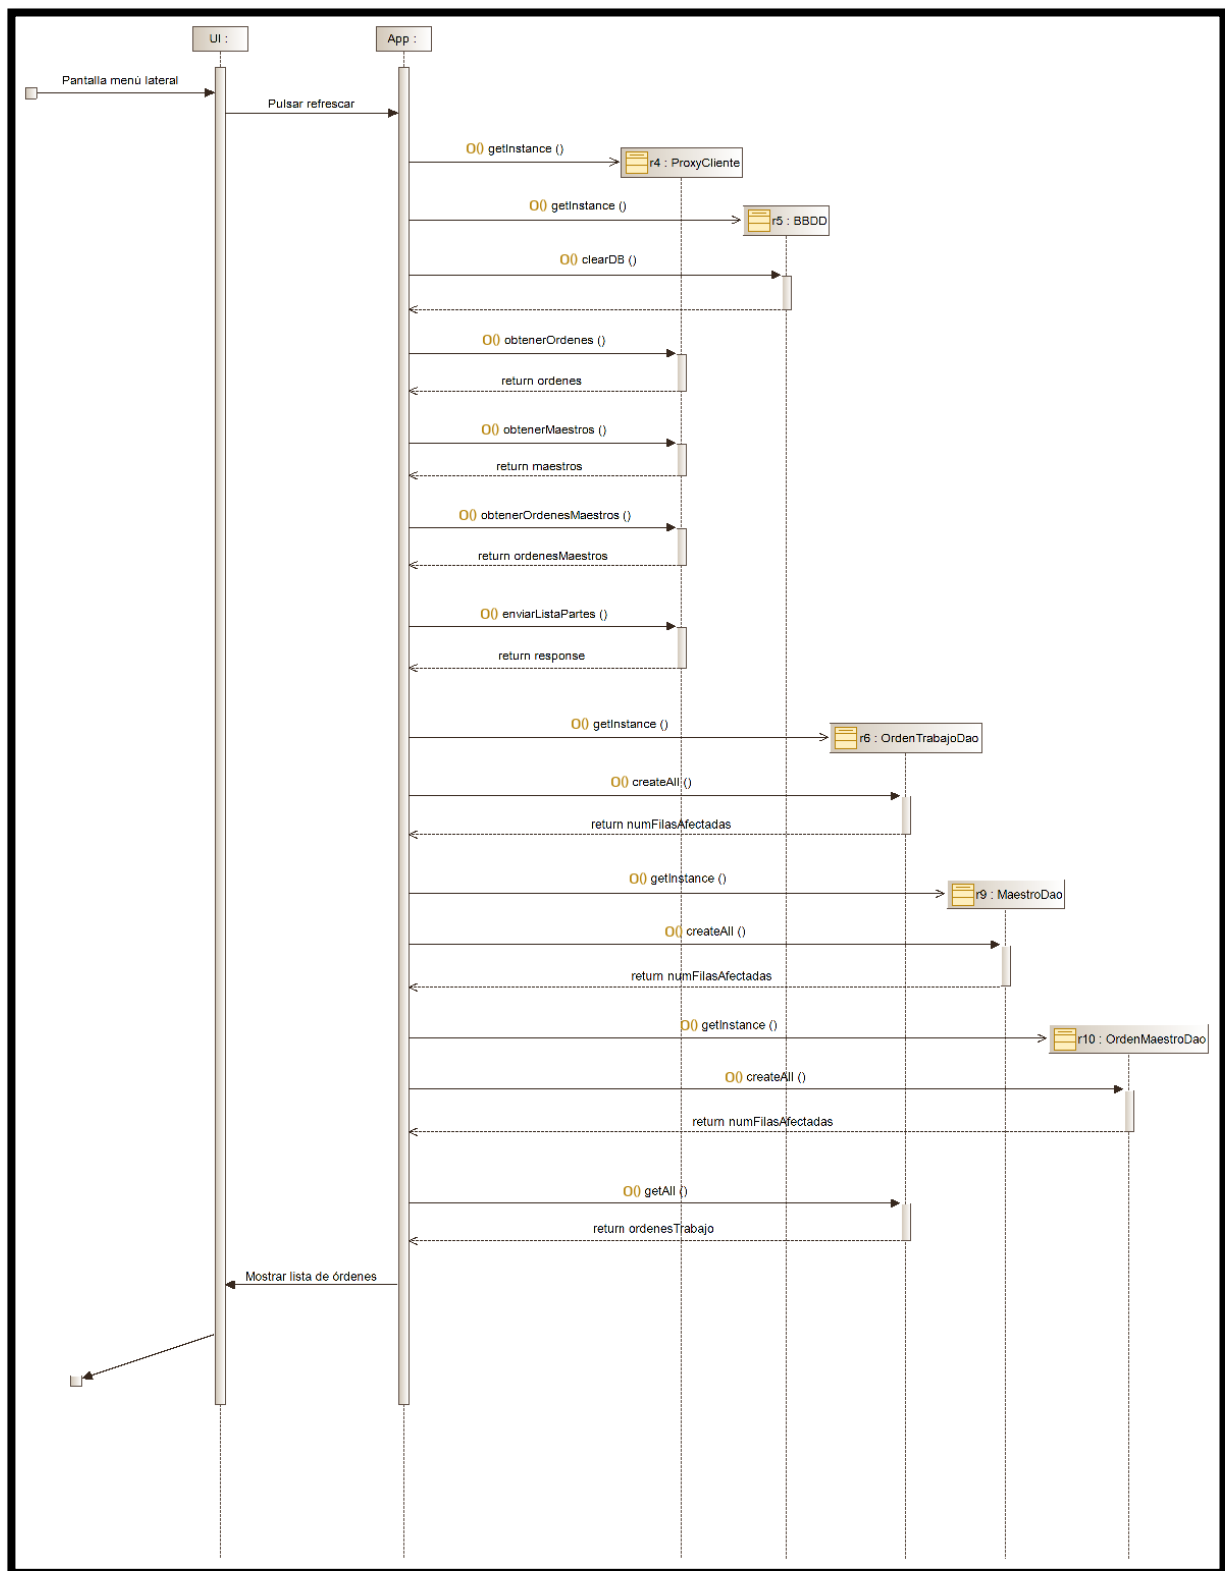 UI :
App :
Pantalla menú lateral
Pulsar refrescar
O() getInstance ()
r4 : ProxyCliente
O() getInstance ()
r5 : BBDD
O() clearDB ()
O() obtenerOrdenes ()
return ordenes
O() obtenerMaestros ()
return maestros
O() obtenerOrdenesMaestros ()
return ordenesMaestros
O() enviarListaPartes ()
return response
O() getInstance ()
r6 : OrdenTrabajoDao
O() createAll ()
return numFilasAfectadas
O() getInstance ()
r9 : MaestroDao
O() createAll ()
return numFilasAfectadas
O() getInstance ()
r10 : OrdenMaestroDao
O() createAll ()
return numFilasAfectadas
O() getAll ()
return ordenesTrabajo
Mostrar lista de órdenes